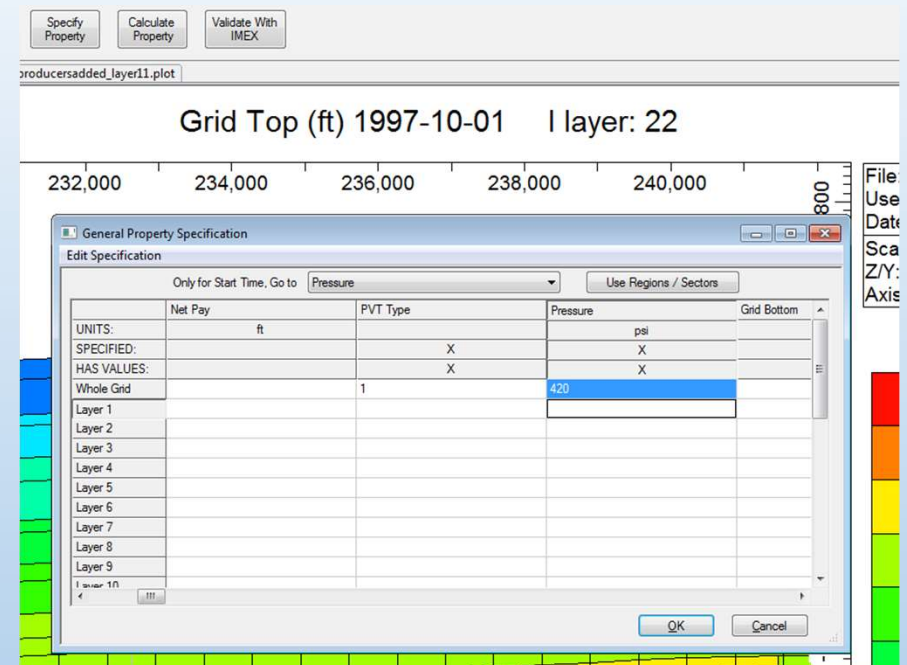 Specify Property
Calculate Property
Validate With IMEX
producersadded_layer11.plot
Grid Top (ft) 1997-10-01 I layer: 22
232,000 234,000 236,000 238,000 240,000
800
File:
Use
Date
Sca
Z/Y:
Axis
General Property Specification
Edit Specification
Only for Start Time, Go to Pressure Use Regions / Sectors
Net Pay PVT Type Pressure Grid Bottom
UNITS: ft psi
SPECIFIED: X X
HAS VALUES: X X
Whole Grid 1 420
Layer 1
Layer 2
Layer 3
Layer 4
Layer 5
Layer 6
Layer 7
Layer 8
Layer 9
Layer 10
OK Cancel